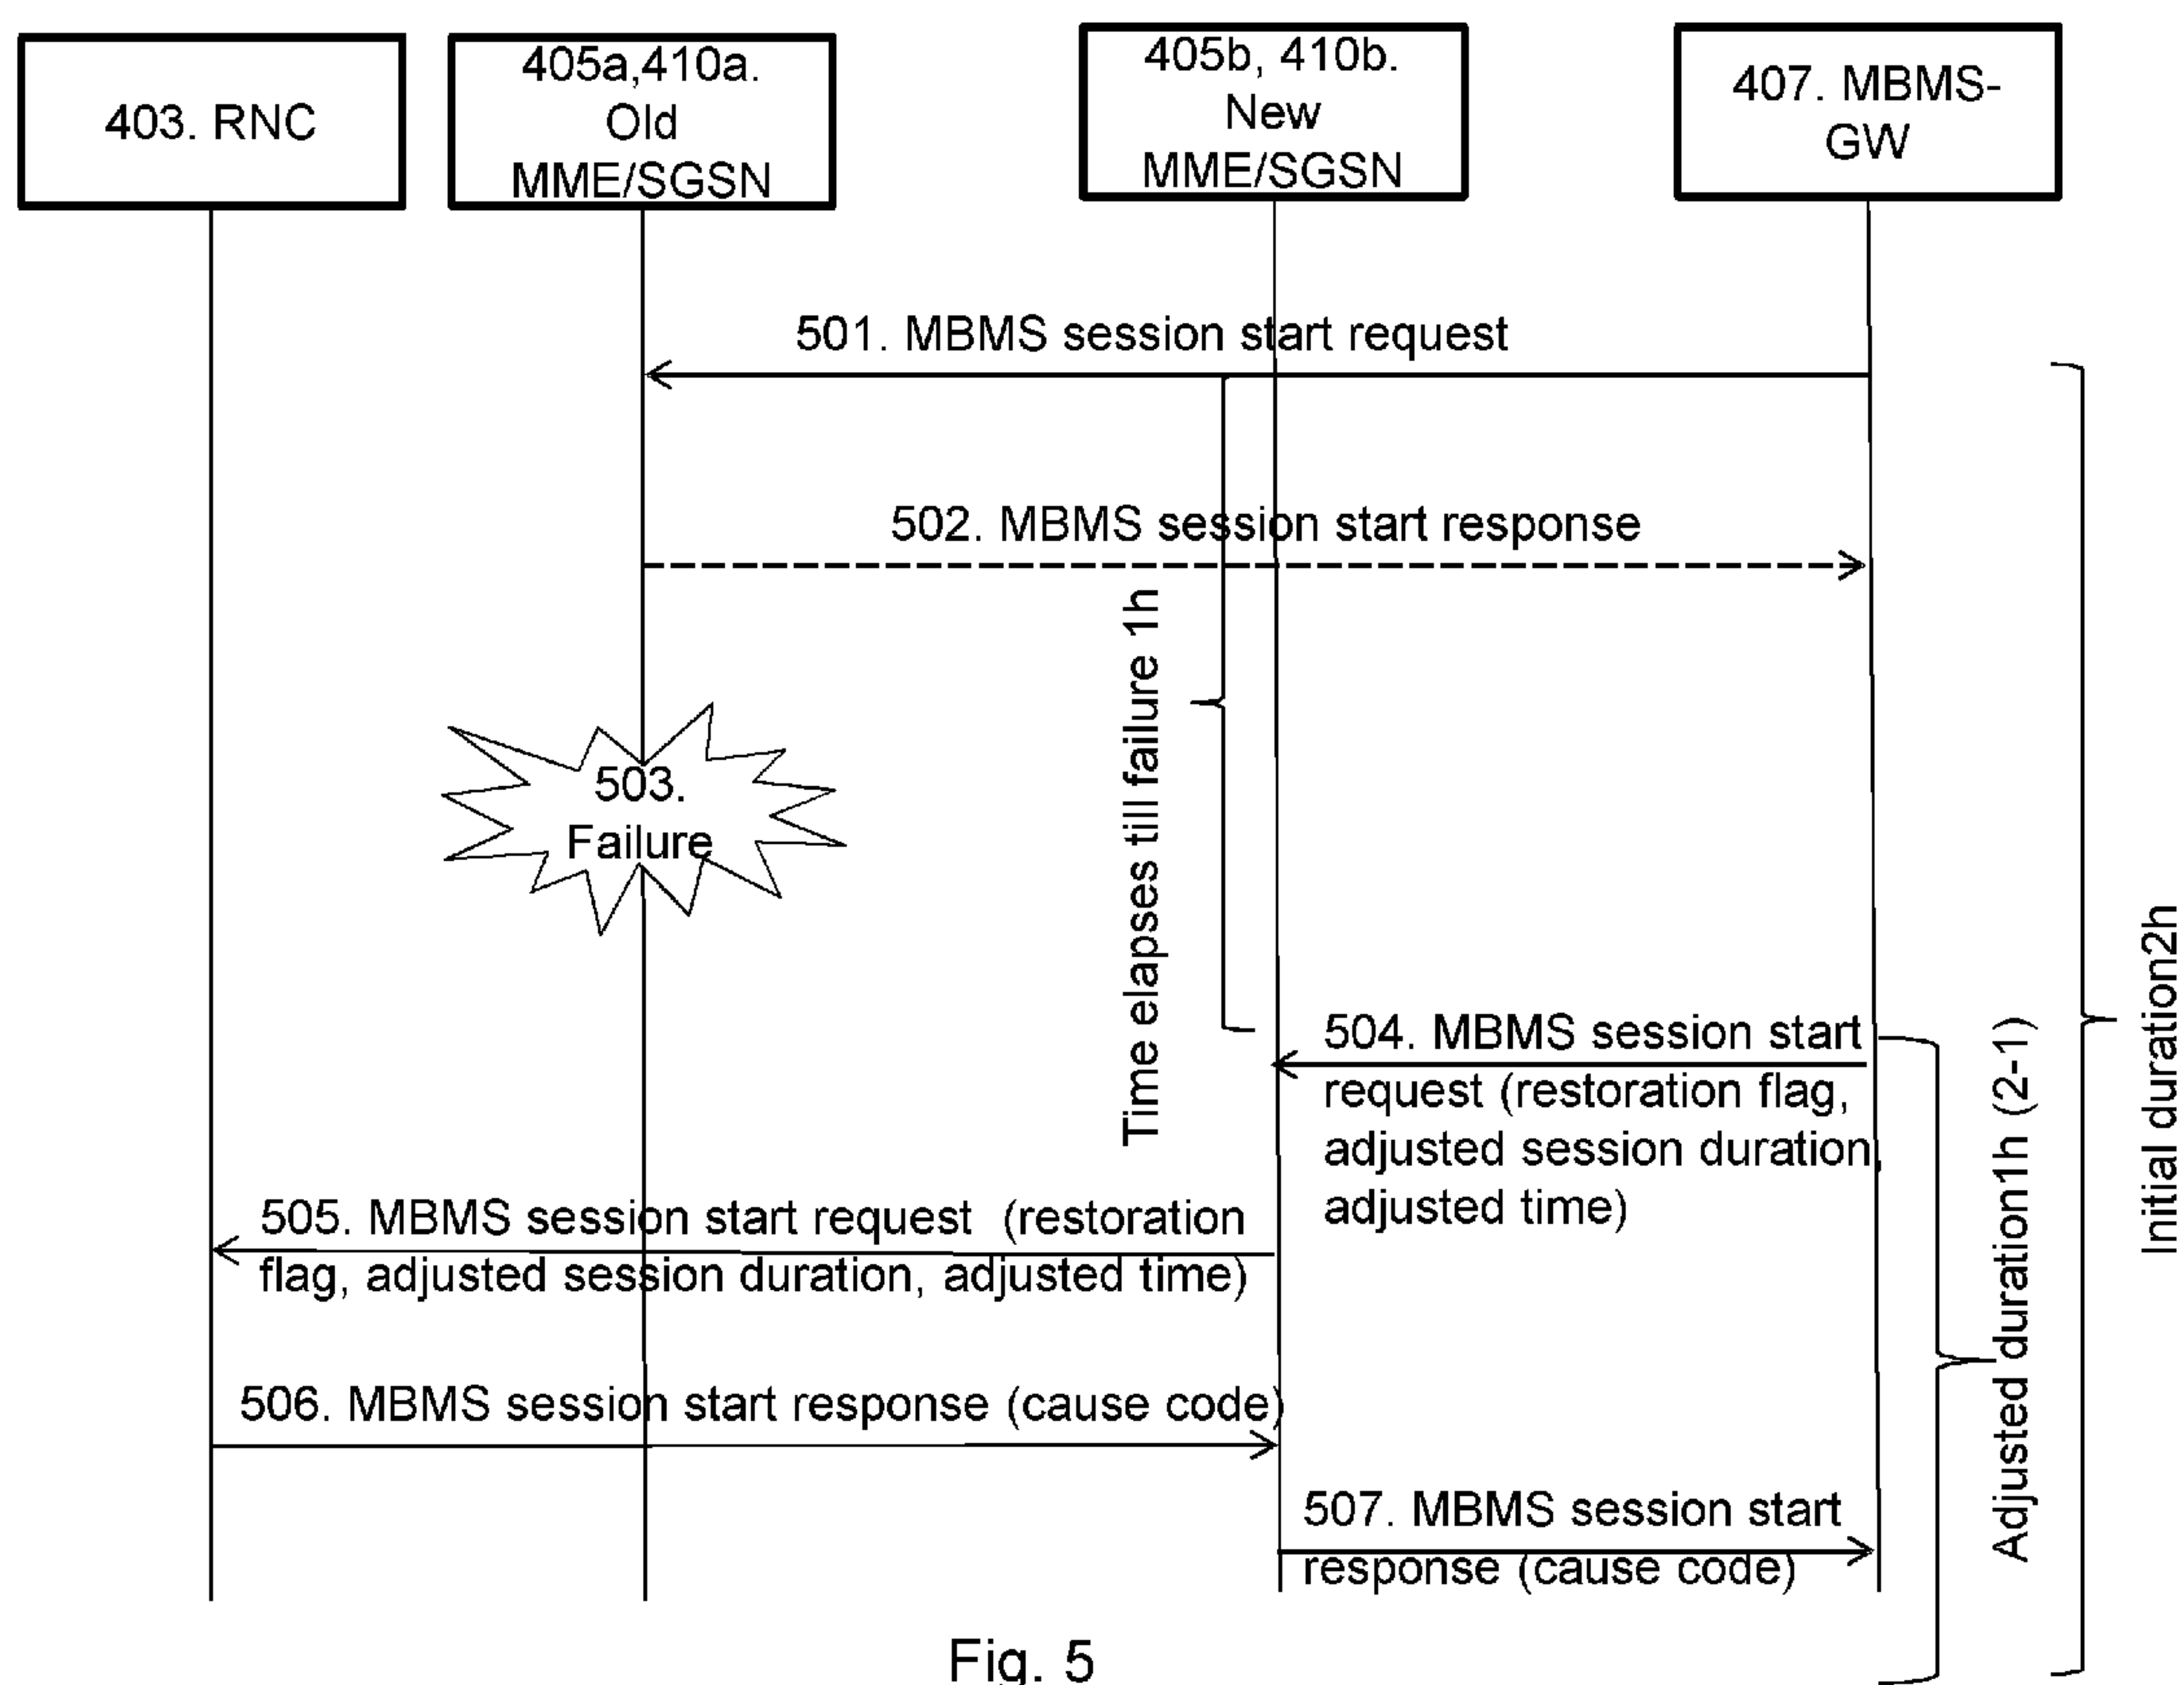 403. RNC
405a,410a.
Old
MME/SGSN
405b, 410b.
New
MME/SGSN
407. MBMS-
GW
501. MBMS session start request
502. MBMS session start response
Time elapses till failure 1h
503.
Failure
504. MBMS session start
request (restoration flag,
adjusted session duration,
adjusted time)
505. MBMS session start request (restoration
flag, adjusted session duration, adjusted time)
506. MBMS session start response (cause code)
507. MBMS session start
response (cause code)
Adjusted duration1h (2-1)
Initial duration2h
Fig. 5